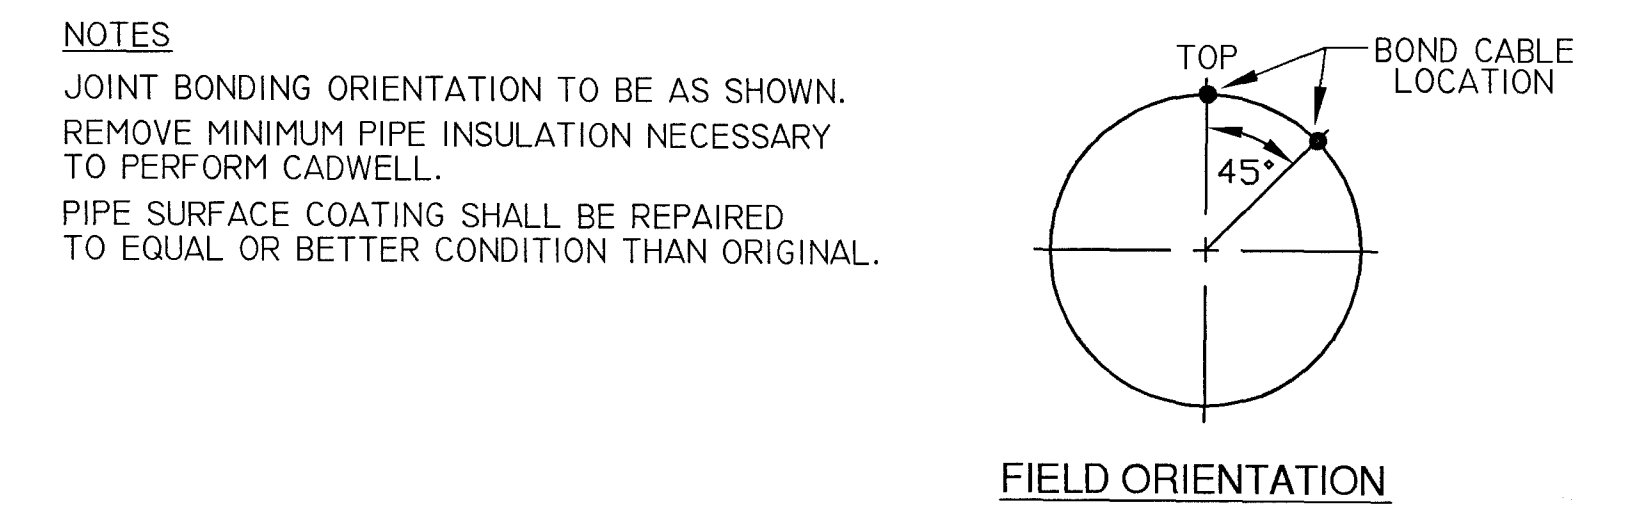 NOTES
JOINT BONDING ORIENTATION TO BE AS SHOWN.
REMOVE MINIMUM PIPE INSULATION NECESSARY
TO PERFORM CADWELL.
PIPE SURFACE COATING SHALL BE REPAIRED
TO EQUAL OR BETTER CONDITION THAN ORIGINAL.
TOP
BOND CABLE
LOCATION
45°
FIELD ORIENTATION